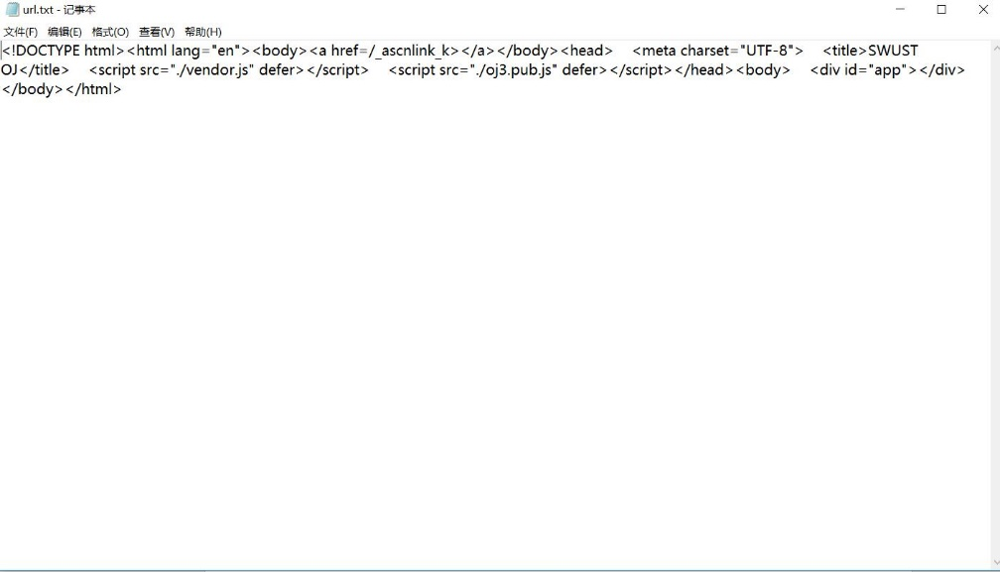 url.txt - 记事本
文件(F) 编辑(E) 格式(O) 查看(V) 帮助(H)
<!DOCTYPE html><html lang="en"><body><a href=/_ascnlink_k></a></body><head>    <meta charset="UTF-8">    <title>SWUST
OJ</title>    <script src="./vendor.js" defer></script>    <script src="./oj3.pub.js" defer></script></head><body>    <div id="app"></div>
</body></html>